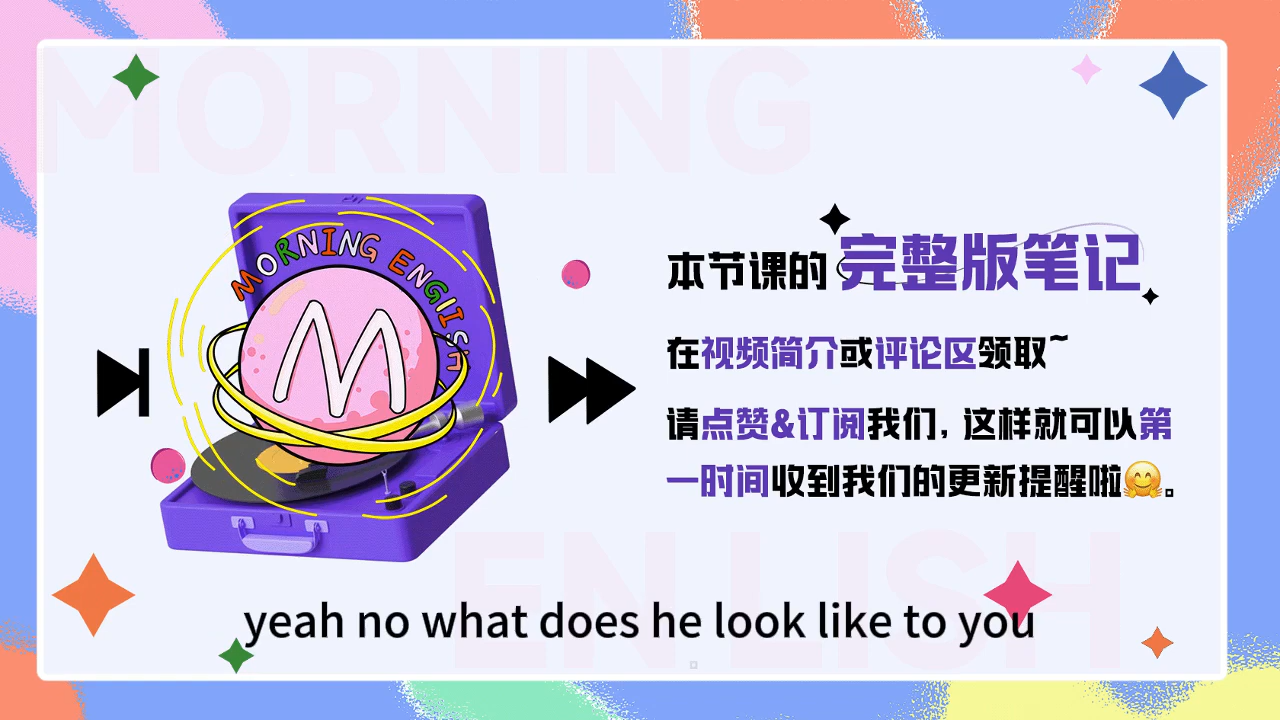 MORNING
MORNING ENGlISH
M
本节课的 完整版笔记
在视频简介或评论区领取~
请点赞&订阅我们，这样就可以第
一时间收到我们的更新提醒啦🤗。
EN LISH
yeah no what does he look like to you